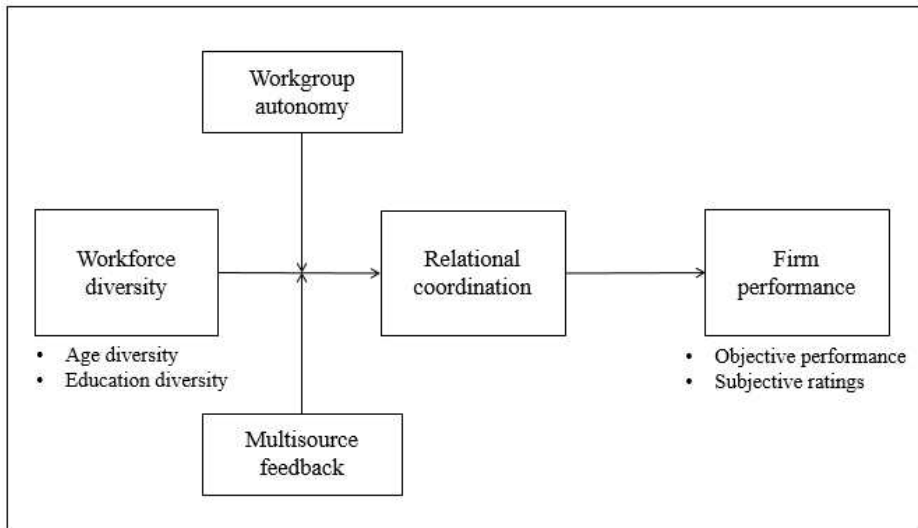 Workgroup
autonomy
Workforce
diversity
Relational
coordination
Firm
performance
• Age diversity
• Education diversity
• Objective performance
• Subjective ratings
Multisource
feedback